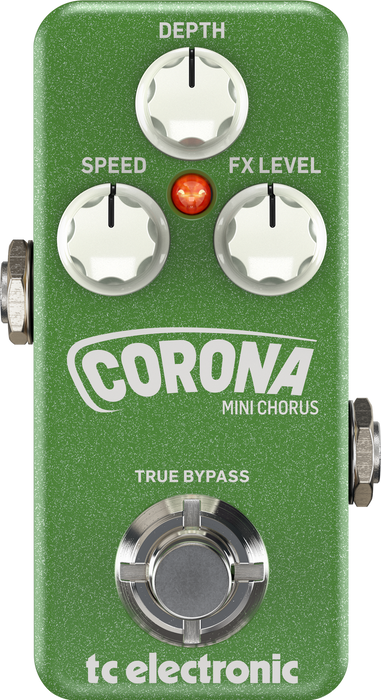 DEPTH
SPEED FX LEVEL
CORONA
MINI CHORUS
TRUE BYPASS
tc electronic